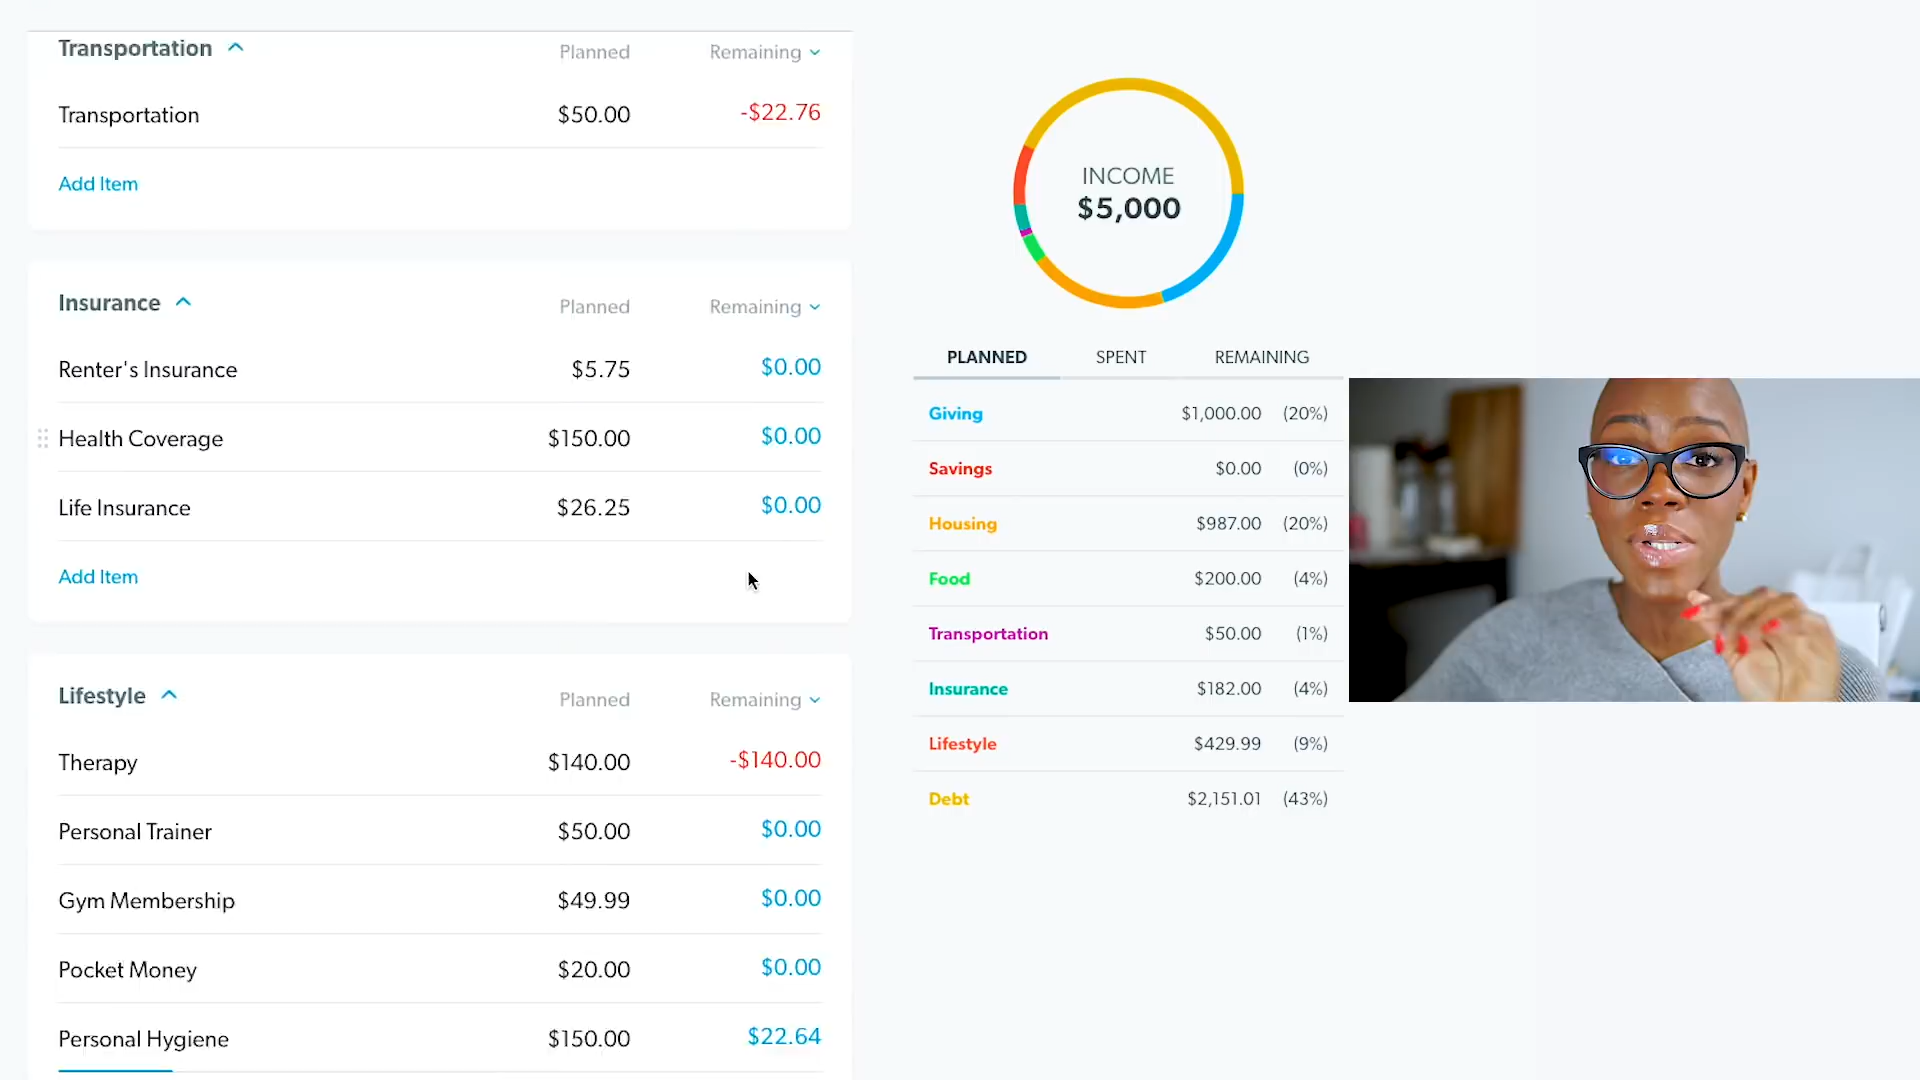 Transportation Planned Remaining
Transportation $50.00 -$22.76
Add Item
Insurance Planned Remaining
Renter's Insurance $5.75 $0.00
Health Coverage $150.00 $0.00
Life Insurance $26.25 $0.00
Add Item
Lifestyle Planned Remaining
Therapy $140.00 -$140.00
Personal Trainer $50.00 $0.00
Gym Membership $49.99 $0.00
Pocket Money $20.00 $0.00
Personal Hygiene $150.00 $22.64
INCOME
$5,000
PLANNED SPENT REMAINING
Giving $1,000.00 (20%)
Savings $0.00 (0%)
Housing $987.00 (20%)
Food $200.00 (4%)
Transportation $50.00 (1%)
Insurance $182.00 (4%)
Lifestyle $429.99 (9%)
Debt $2,151.01 (43%)